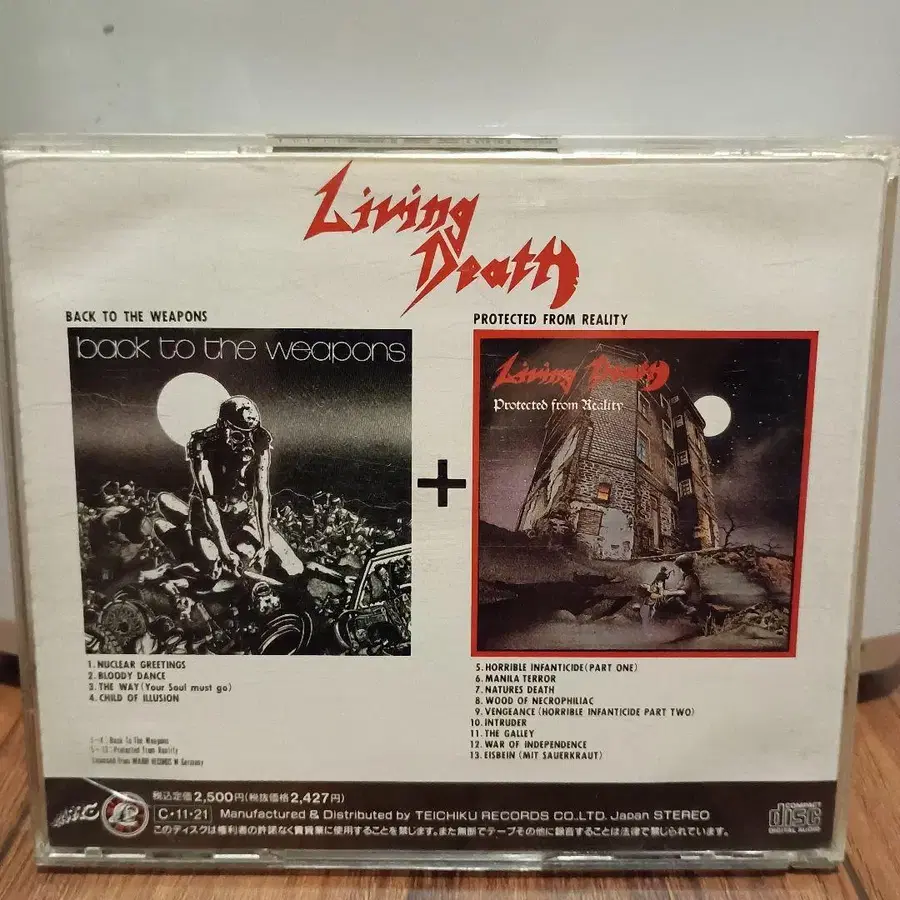 Living
Death
BACK TO THE WEAPONS
back to the weapons
1. NUCLEAR GREETINGS
2. BLOODY DANCE
3. THE WAY (Your Soul must go)
4. CHILD OF ILLUSION
+
PROTECTED FROM REALITY
Living Death
Protected from Reality
5. HORRIBLE INFANTICIDE (PART ONE)
6. MANILA TERROR
7. NATURES DEATH
8. WOOD OF NECROPHILIAC
9. VENGEANCE (HORRIBLE INFANTICIDE PART TWO)
10. INTRUDER
11. THE GALLEY
12. WAR OF INDEPENDENCE
13. EISBEIN (MIT SAUERKRAUT)
1-4: Back To The Weapons
5-13: Protected from Reality
Licensed from MAJOR RECORDS W Germany
税込定価2,500円(税抜価格2,427円)
C・11・21 Manufactured & Distributed by TEICHIKU RECORDS CO.LTD. Japan STEREO
このディスクは権利者の許諾なく賃貸業に使用することを禁じます。また無断でテープその他に録音することは法律で禁じられています。
COMPACT
disc
DIGITAL AUDIO